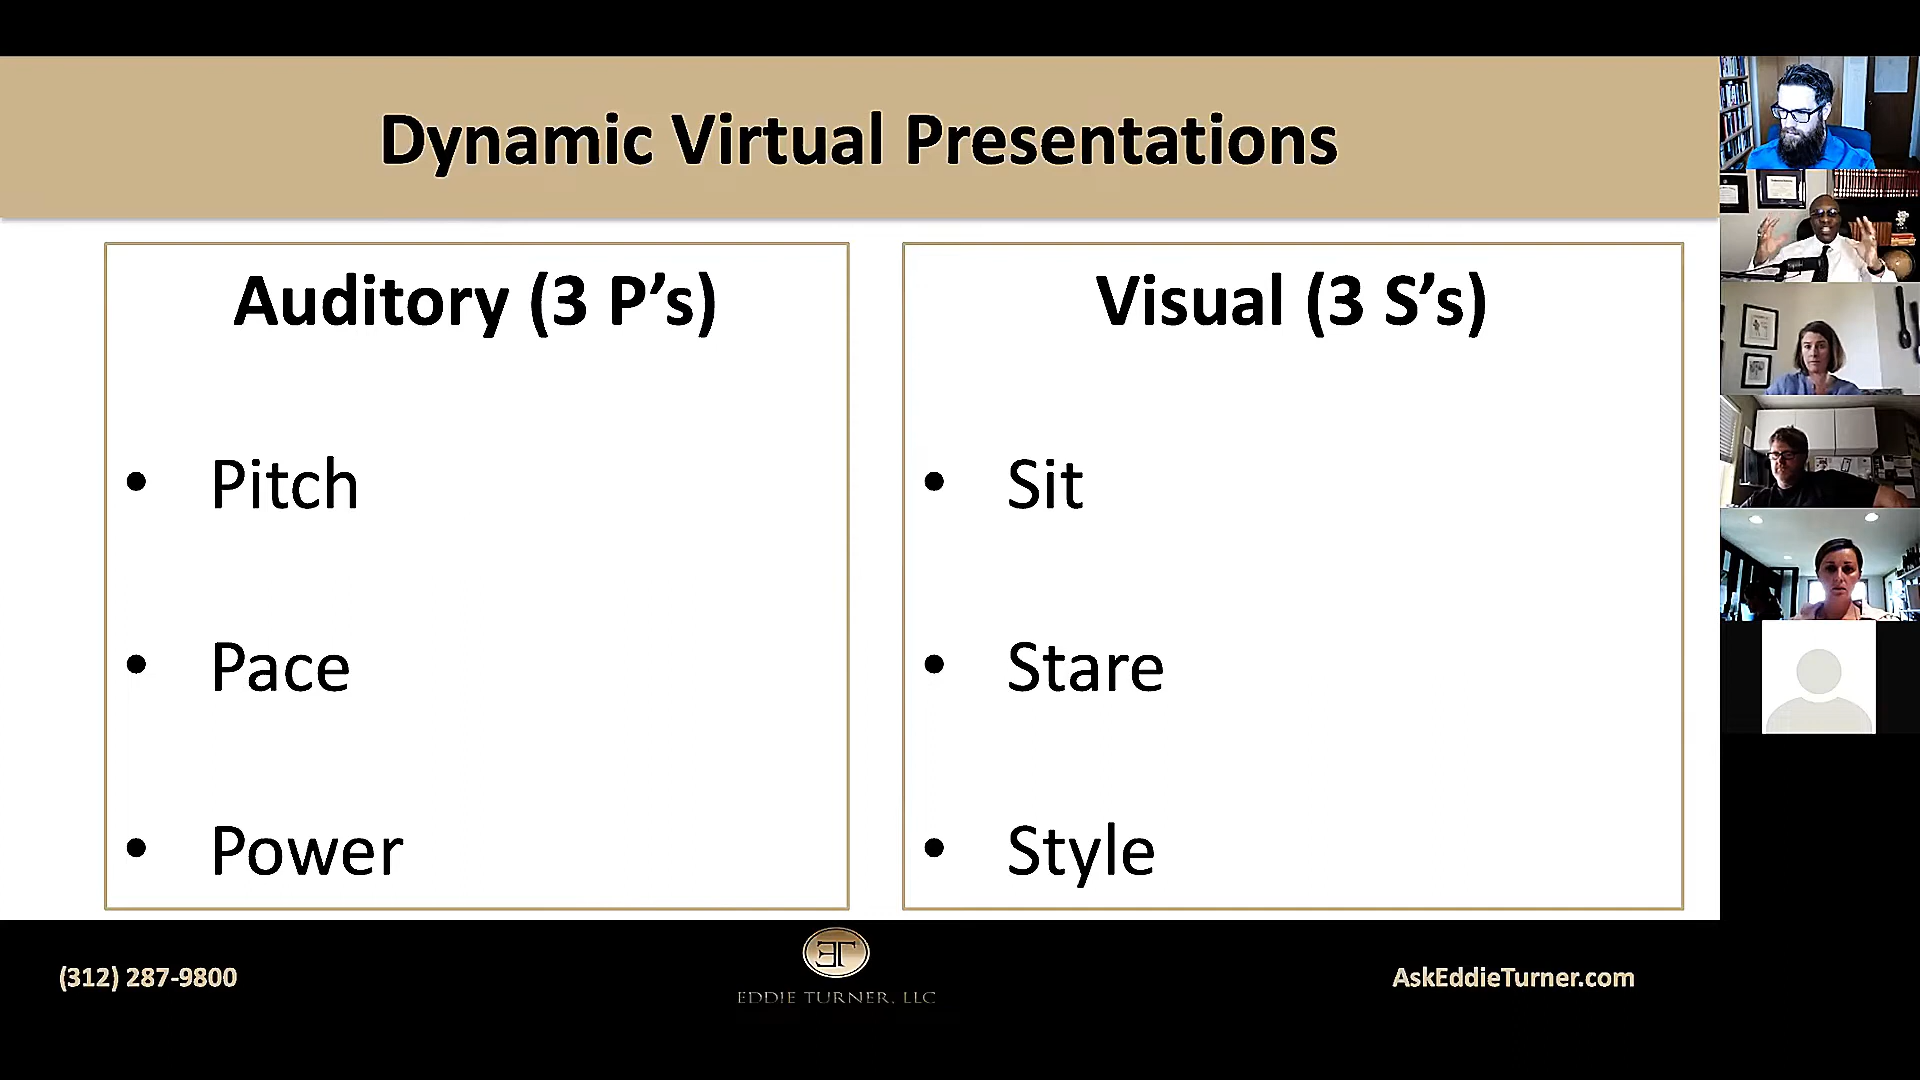 Dynamic Virtual Presentations
Auditory (3 P’s)
• Pitch
• Pace
• Power
Visual (3 S’s)
• Sit
• Stare
• Style
(312) 287-9800
ET
EDDIE TURNER, LLC
AskEddieTurner.com